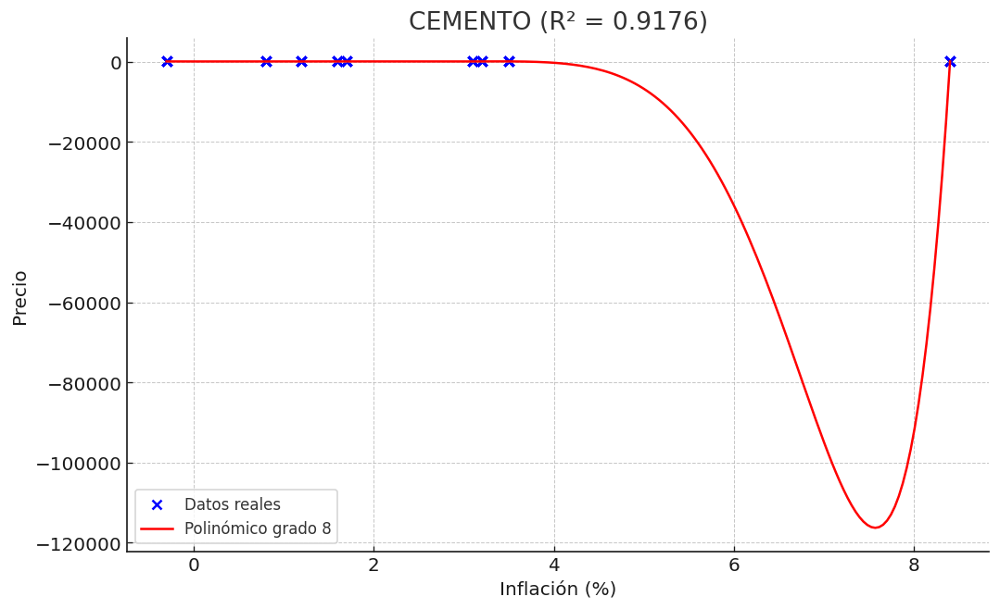 CEMENTO (R² = 0.9176)
0
−20000
−40000
−60000
−80000
−100000
−120000
Precio
Datos reales
Polinómico grado 8
0 2 4 6 8
Inflación (%)